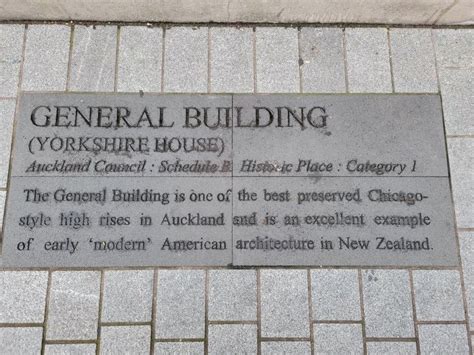 GENERAL BUILDING
(YORKSHIRE HOUSE)
Auckland Council : Schedule B Historic Place : Category 1
The General Building is one of the best preserved Chicago-
style high rises in Auckland and is an excellent example
of early ‘modern’ American architecture in New Zealand.